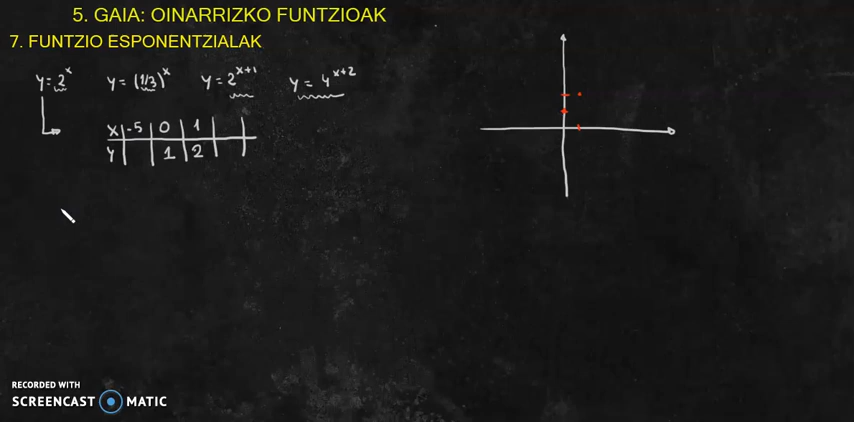 5. GAIA: OINARRIZKO FUNTZIOAK
7. FUNTZIO ESPONENTZIALAK
y = 2^x y = (1/3)^x y = 2^{x+1} y = 4^{x+2}
X -5 0 1
Y 1 2
RECORDED WITH
SCREENCAST MATIC